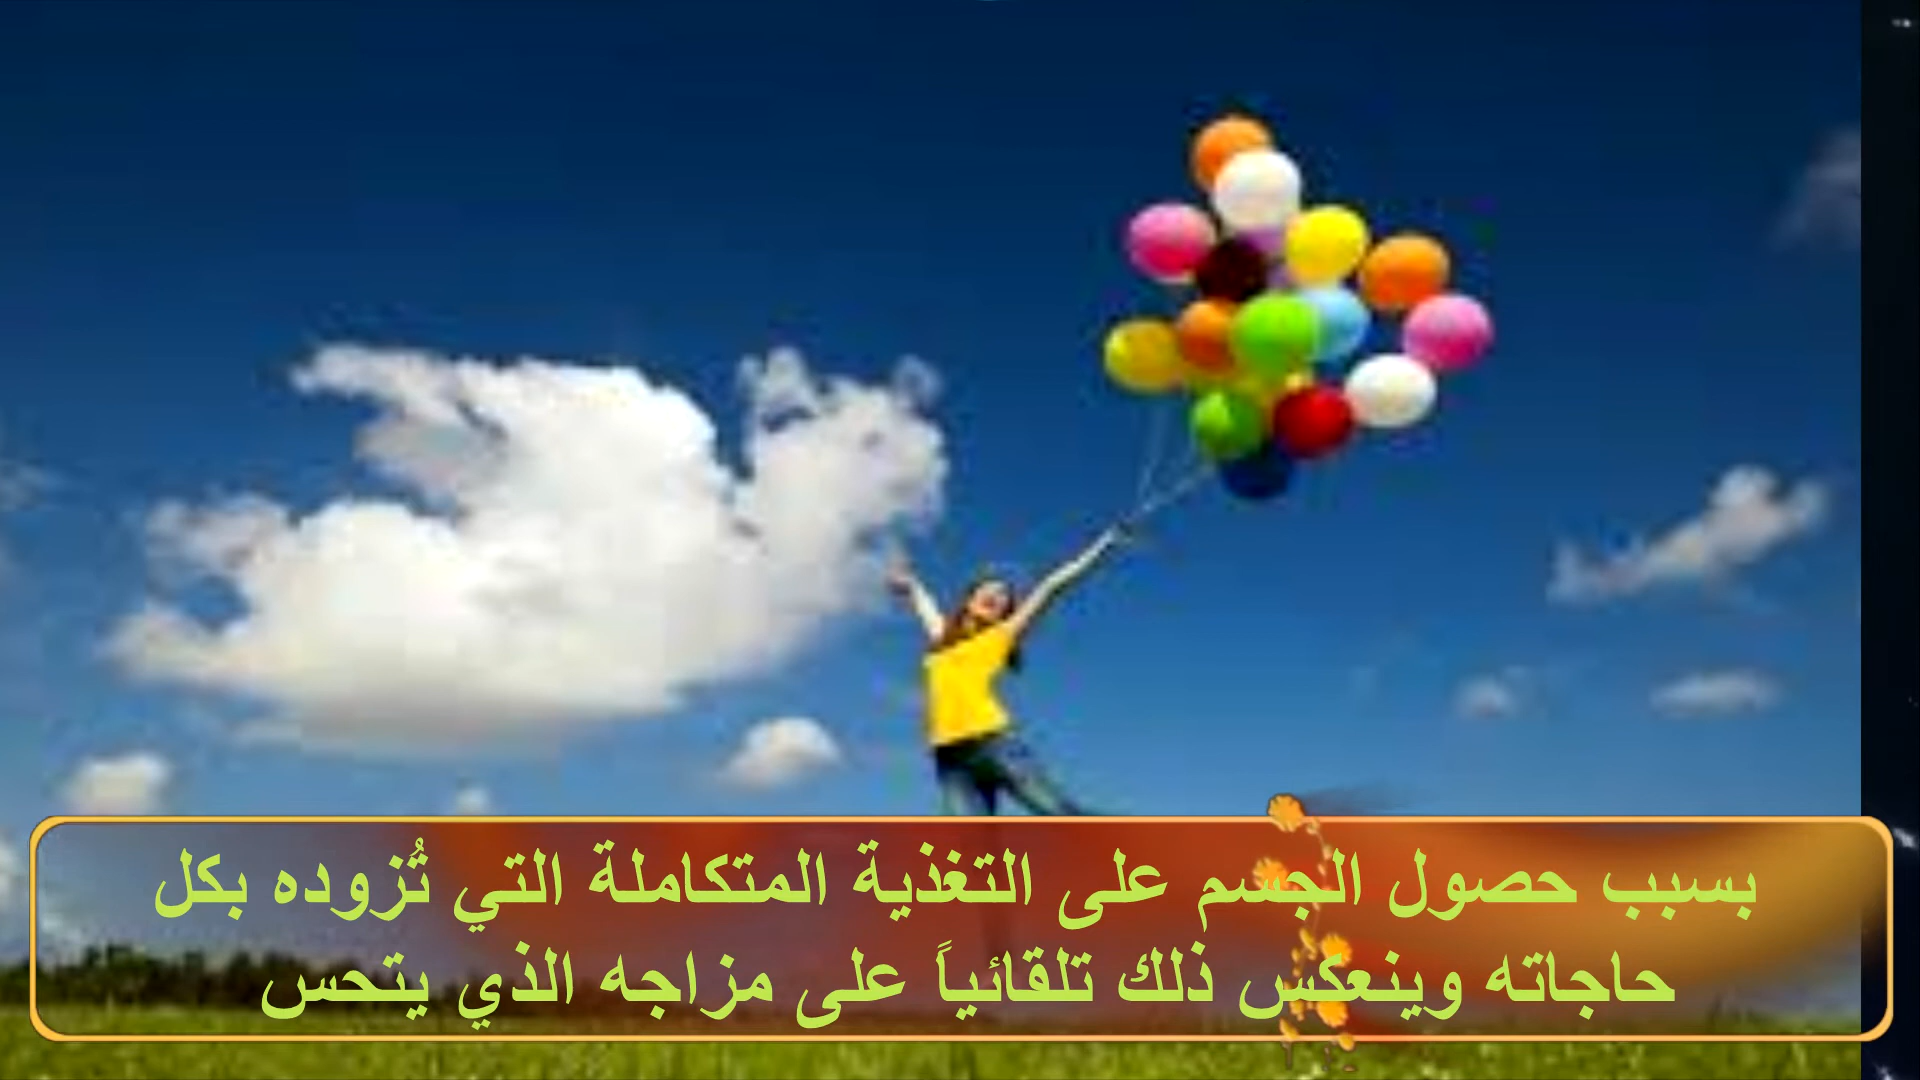 بسبب حصول الجسم على التغذية المتكاملة التي تُزوده بكل
حاجاته وينعكس ذلك تلقائياً على مزاجه الذي يتحس